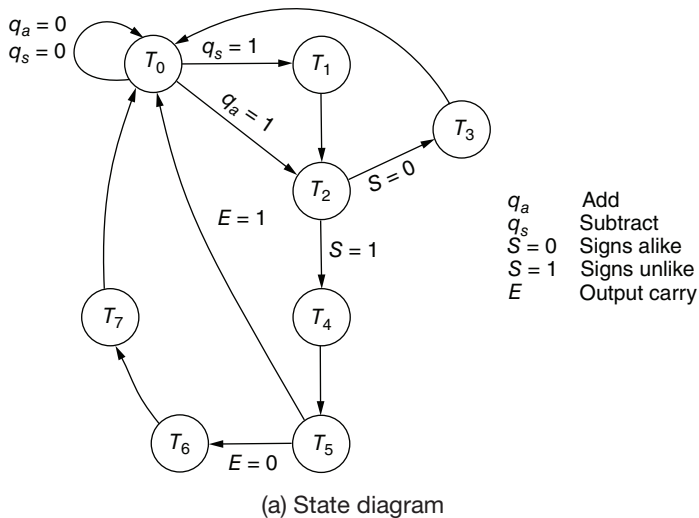 q_a = 0
q_s = 0
T_0
q_s = 1
T_1
q_a = 1
T_3
T_2
S = 0
E = 1
S = 1
q_a Add
q_s Subtract
S = 0 Signs alike
S = 1 Signs unlike
E Output carry
T_7
T_4
T_6
E = 0
T_5
(a) State diagram